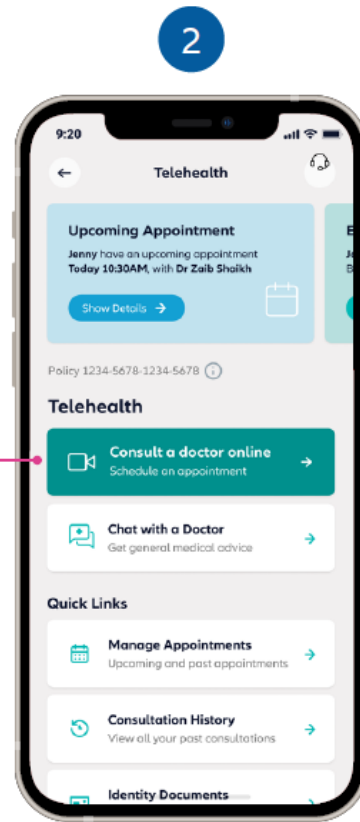 2
9:20
Telehealth
Upcoming Appointment
Jenny have an upcoming appointment
Today 10:30AM, with Dr Zaib Shaikh
Show Details
E
J
B
Policy 1234-5678-1234-5678
Telehealth
Consult a doctor online
Schedule an appointment
Chat with a Doctor
Get general medical advice
Quick Links
Manage Appointments
Upcoming and past appointments
Consultation History
View all your past consultations
Identity Documents